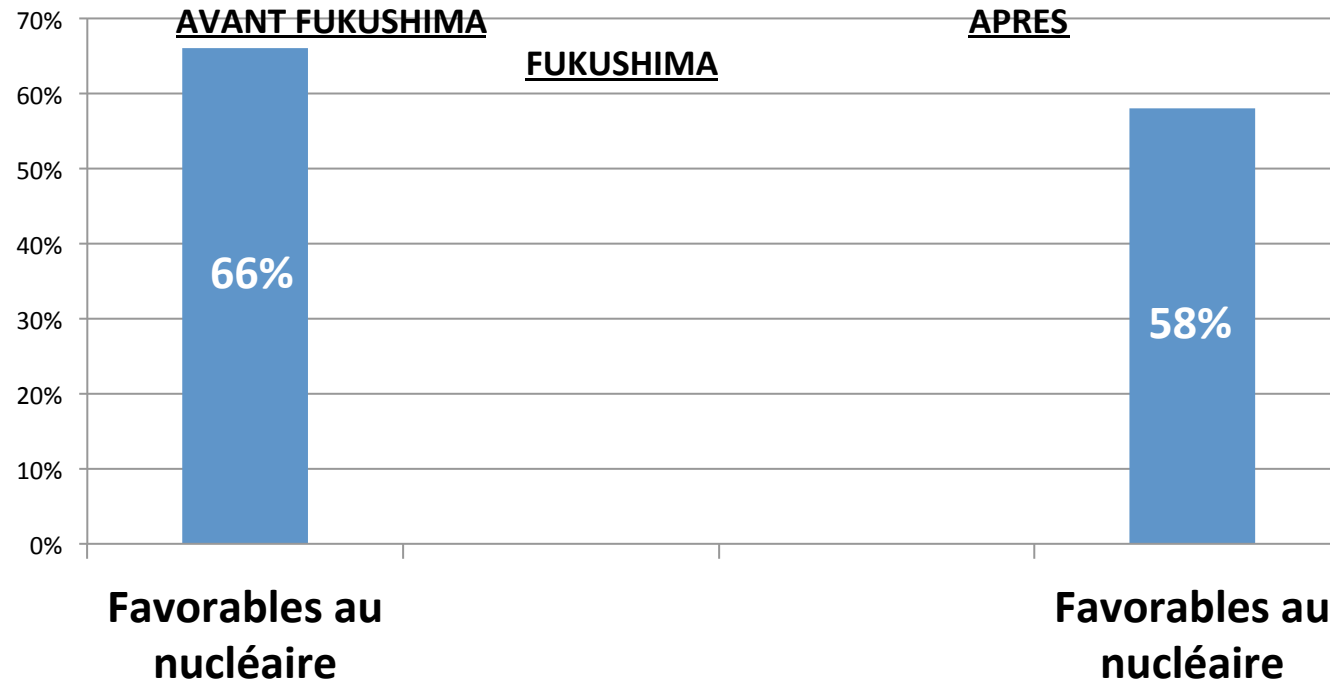 70%
AVANT FUKUSHIMA
APRES
FUKUSHIMA
60%
50%
40%
30%
20%
10%
0%
66%
58%
Favorables au
nucléaire
Favorables au
nucléaire